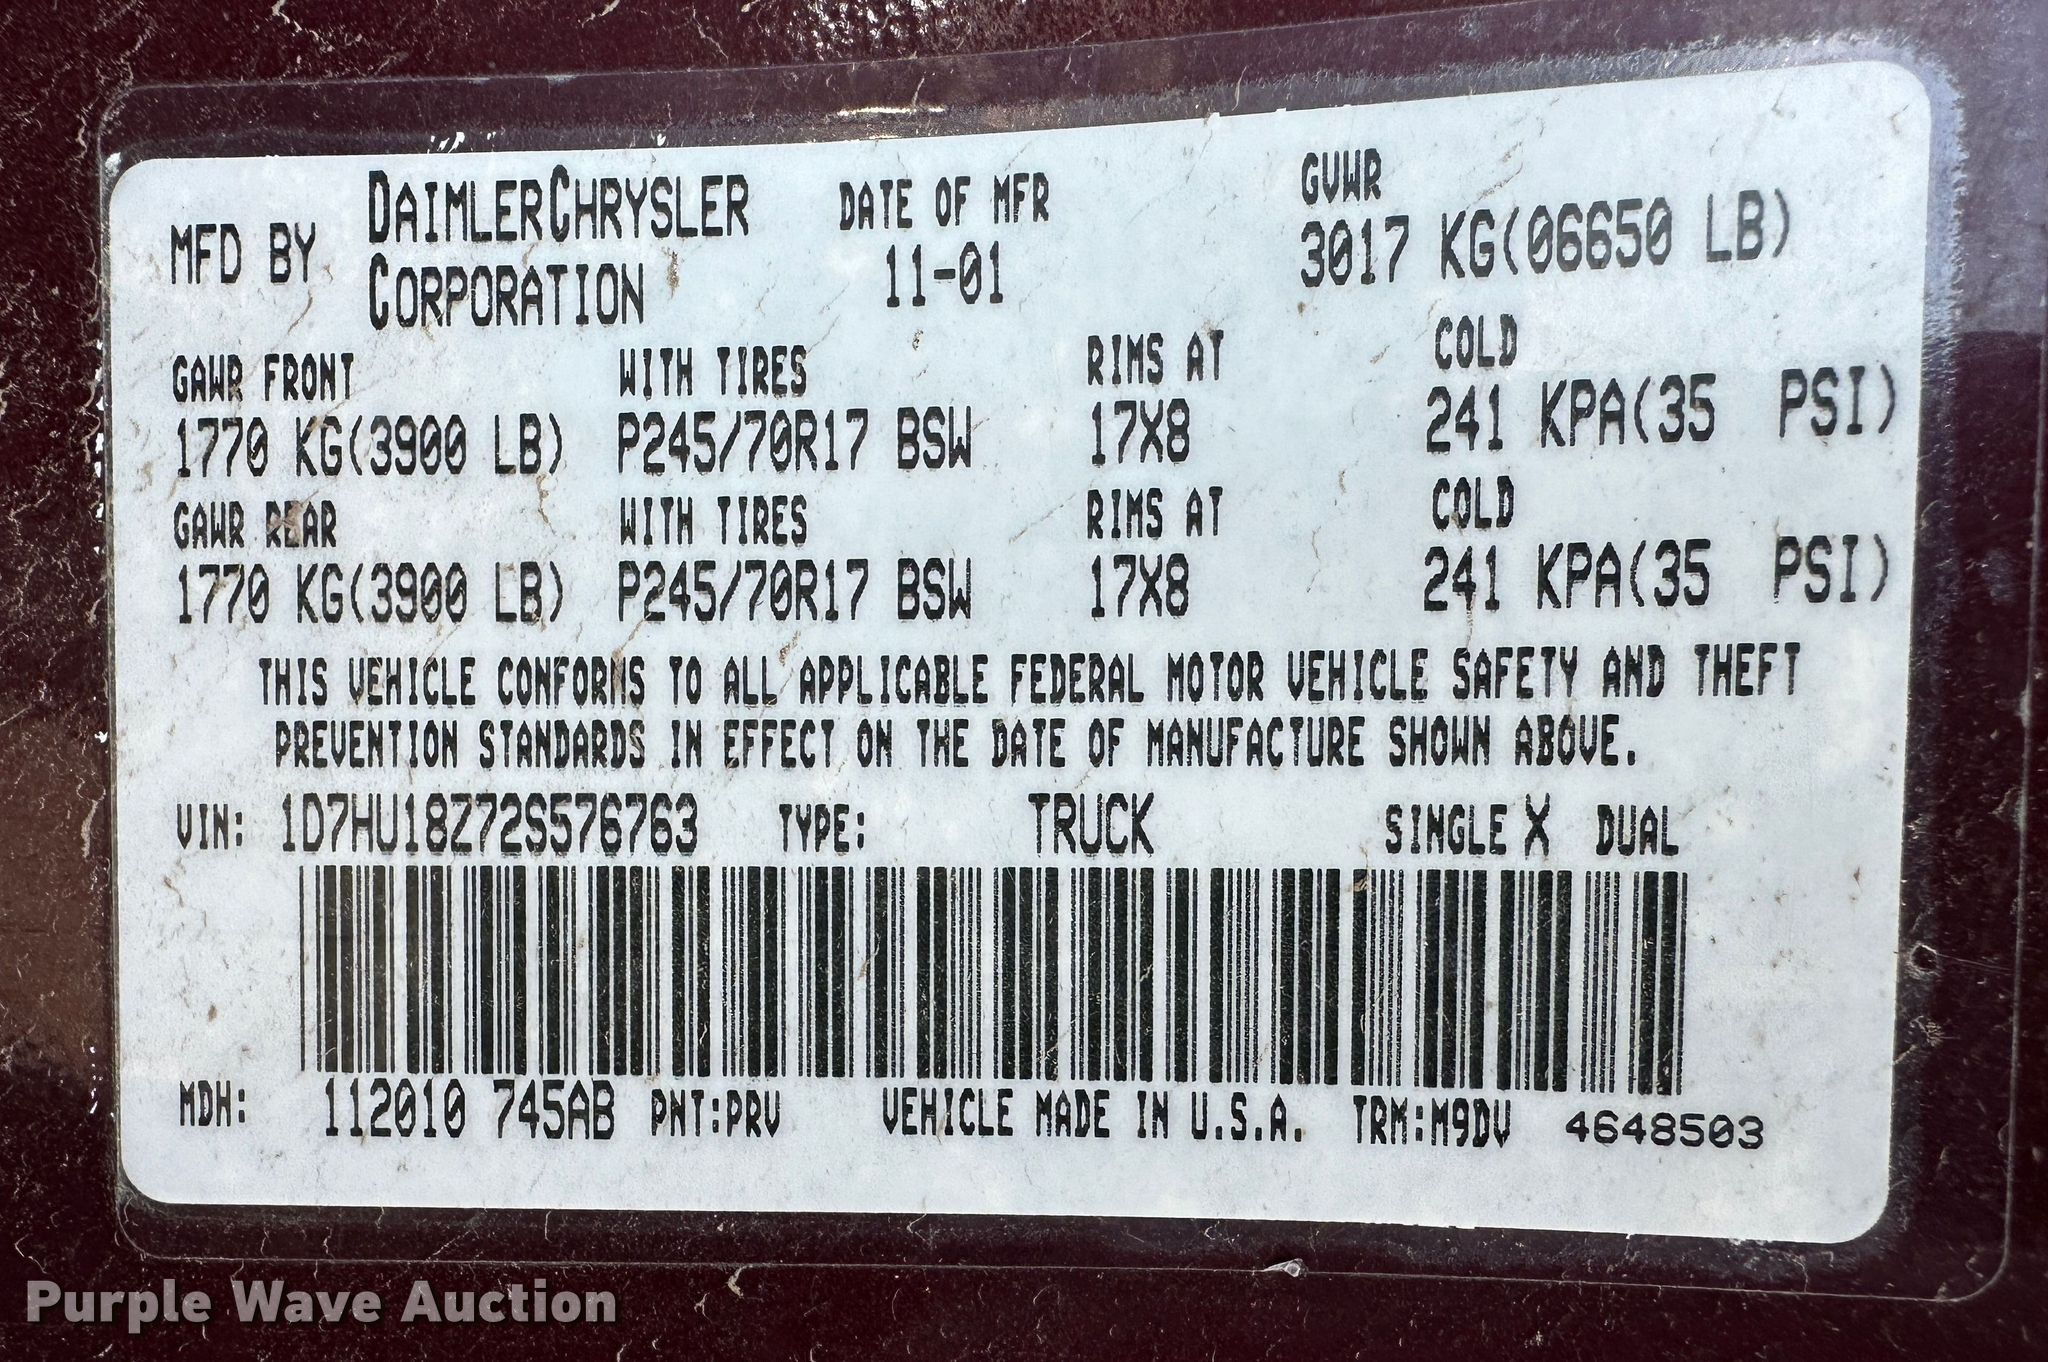 MFD BY DAIMLERCHRYSLER CORPORATION DATE OF MFR 11-01 GVWR 3017 KG(06650 LB)
GAWR FRONT WITH TIRES RIMS AT COLD
1770 KG(3900 LB) P245/70R17 BSW 17X8 241 KPA(35 PSI)
GAWR REAR WITH TIRES RIMS AT COLD
1770 KG(3900 LB) P245/70R17 BSW 17X8 241 KPA(35 PSI)
THIS VEHICLE CONFORMS TO ALL APPLICABLE FEDERAL MOTOR VEHICLE SAFETY AND THEFT
PREVENTION STANDARDS IN EFFECT ON THE DATE OF MANUFACTURE SHOWN ABOVE.
VIN: 1D7HU18Z72S576763 TYPE: TRUCK SINGLE X DUAL
MDH: 112010 745AB PNT:PRV VEHICLE MADE IN U.S.A. TRM:M9DV 4648503
Purple Wave Auction